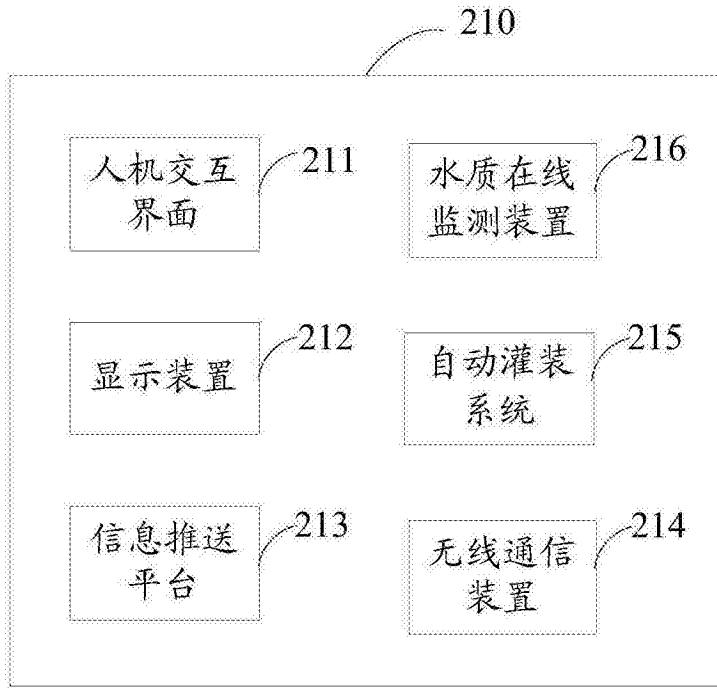 210
人机交互
界面
211
水质在线
监测装置
216
显示装置
212
自动灌装
系统
215
信息推送
平台
213
无线通信
装置
214